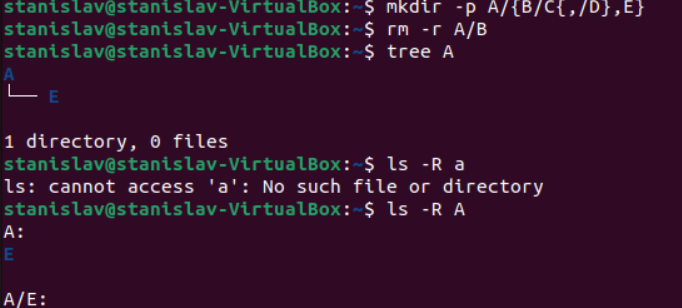 stanislav@stanislav-VirtualBox:~$ mkdir -p A/{B/C{,/D},E}
stanislav@stanislav-VirtualBox:~$ rm -r A/B
stanislav@stanislav-VirtualBox:~$ tree A
A
└── E
1 directory, 0 files
stanislav@stanislav-VirtualBox:~$ ls -R a
ls: cannot access 'a': No such file or directory
stanislav@stanislav-VirtualBox:~$ ls -R A
A:
E
A/E: